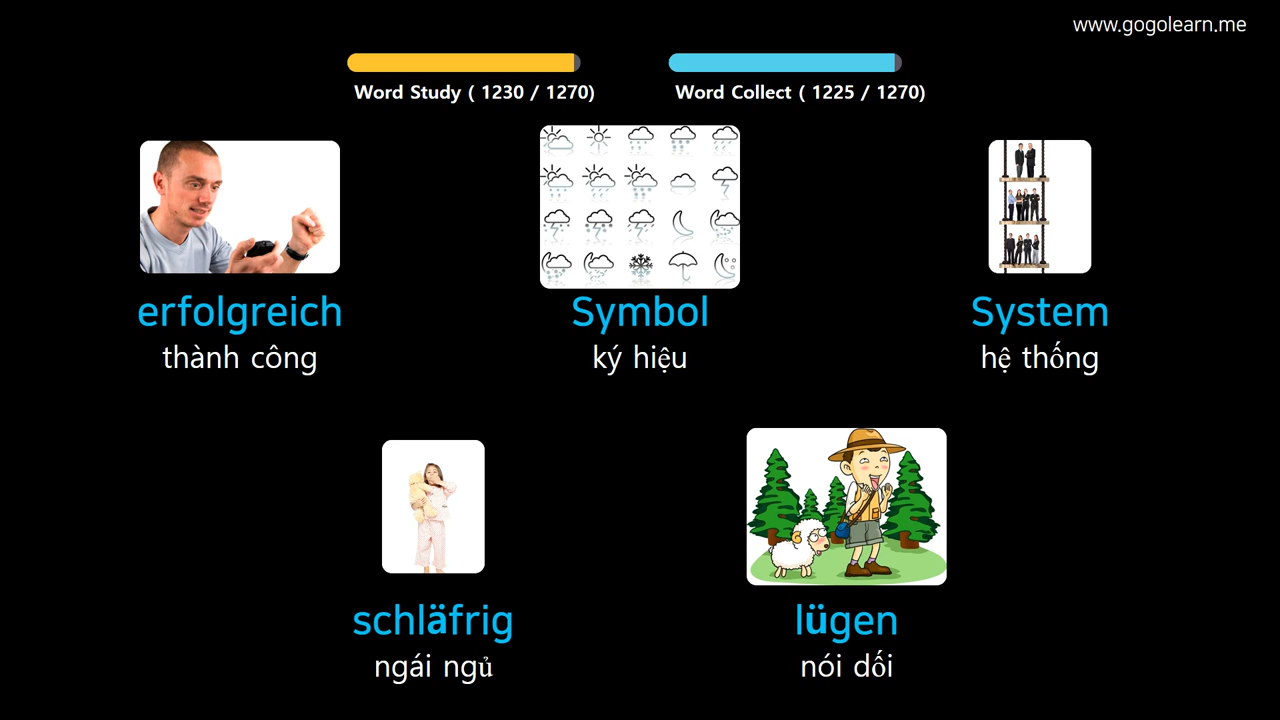 www.gogolearn.me
Word Study ( 1230 / 1270)
Word Collect ( 1225 / 1270)
erfolgreich
thành công
Symbol
ký hiệu
System
hệ thống
schläfrig
ngái ngủ
lügen
nói dối